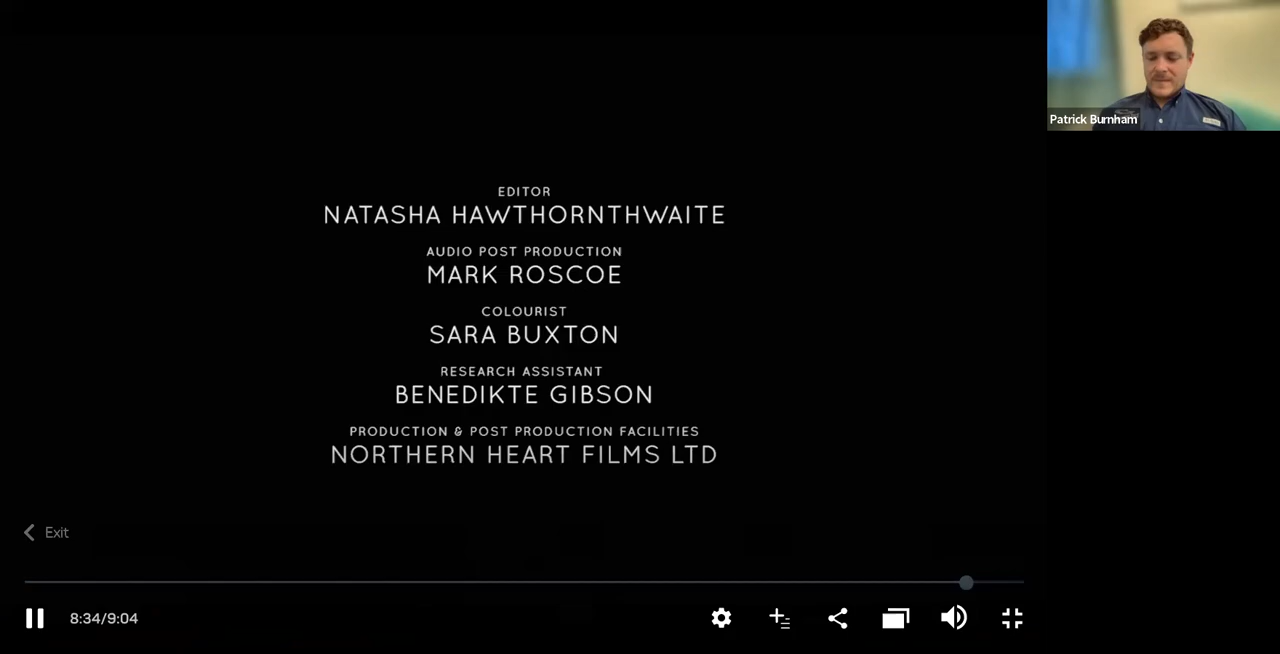 Patrick Burnham
EDITOR
NATASHA HAWTHORNTHWAITE
AUDIO POST PRODUCTION
MARK ROSCOE
COLOURIST
SARA BUXTON
RESEARCH ASSISTANT
BENEDIKTE GIBSON
PRODUCTION & POST PRODUCTION FACILITIES
NORTHERN HEART FILMS LTD
Exit
8:34/9:04